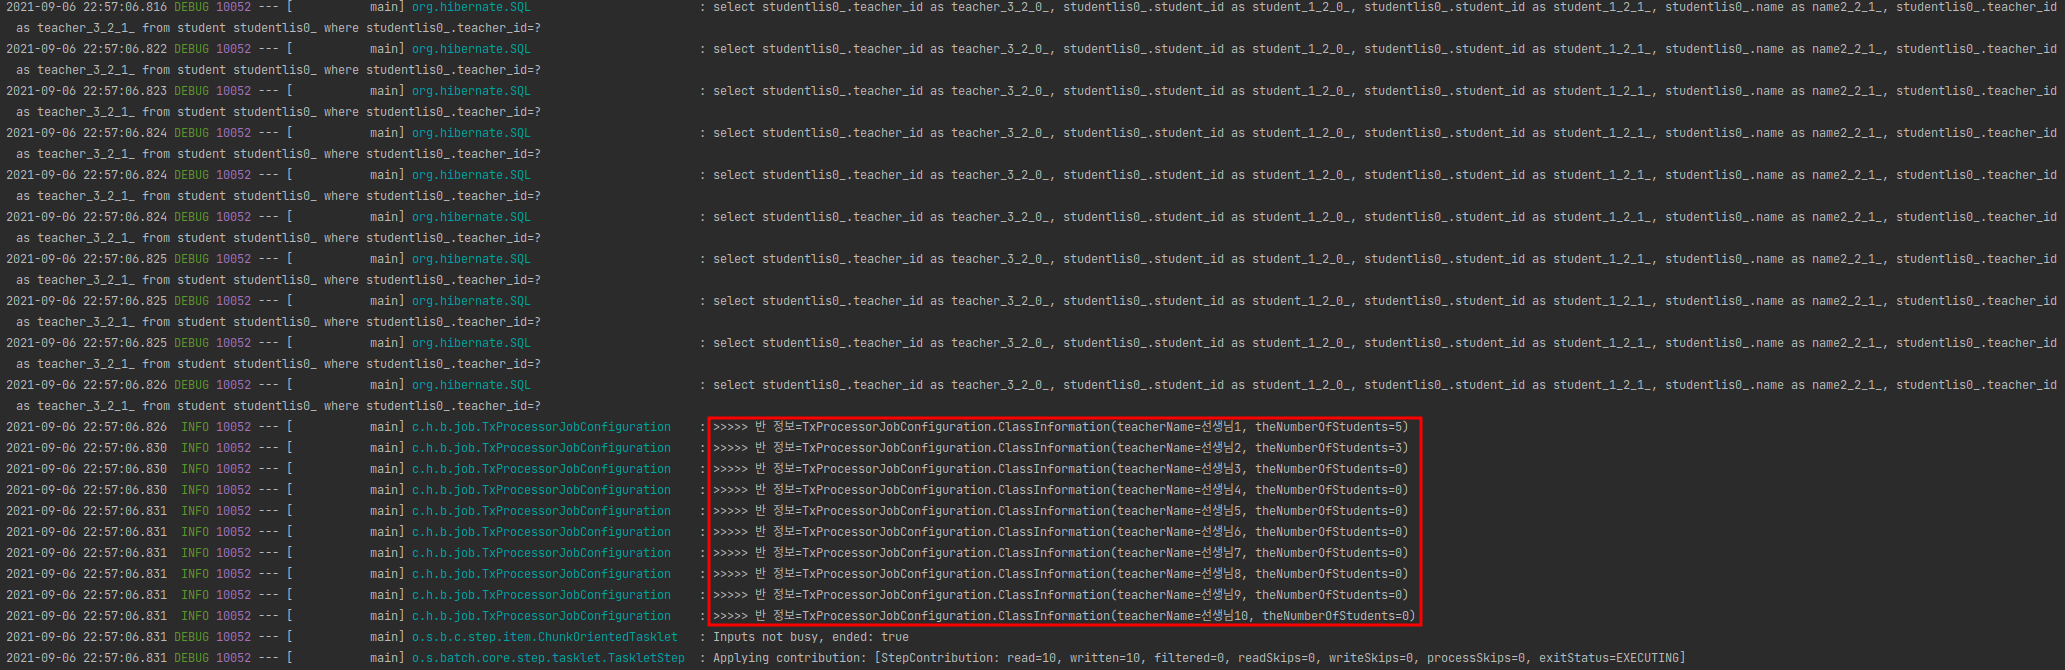 2021-09-06 22:57:06.816 DEBUG 10052 --- [           main] org.hibernate.SQL                        : select studentlis0_.teacher_id as teacher_3_2_0_, studentlis0_.student_id as student_1_2_0_, studentlis0_.student_id as student_1_2_1_, studentlis0_.name as name2_2_1_, studentlis0_.teacher_id
as teacher_3_2_1_ from student studentlis0_ where studentlis0_.teacher_id=?
2021-09-06 22:57:06.822 DEBUG 10052 --- [           main] org.hibernate.SQL                        : select studentlis0_.teacher_id as teacher_3_2_0_, studentlis0_.student_id as student_1_2_0_, studentlis0_.student_id as student_1_2_1_, studentlis0_.name as name2_2_1_, studentlis0_.teacher_id
as teacher_3_2_1_ from student studentlis0_ where studentlis0_.teacher_id=?
2021-09-06 22:57:06.823 DEBUG 10052 --- [           main] org.hibernate.SQL                        : select studentlis0_.teacher_id as teacher_3_2_0_, studentlis0_.student_id as student_1_2_0_, studentlis0_.student_id as student_1_2_1_, studentlis0_.name as name2_2_1_, studentlis0_.teacher_id
as teacher_3_2_1_ from student studentlis0_ where studentlis0_.teacher_id=?
2021-09-06 22:57:06.824 DEBUG 10052 --- [           main] org.hibernate.SQL                        : select studentlis0_.teacher_id as teacher_3_2_0_, studentlis0_.student_id as student_1_2_0_, studentlis0_.student_id as student_1_2_1_, studentlis0_.name as name2_2_1_, studentlis0_.teacher_id
as teacher_3_2_1_ from student studentlis0_ where studentlis0_.teacher_id=?
2021-09-06 22:57:06.824 DEBUG 10052 --- [           main] org.hibernate.SQL                        : select studentlis0_.teacher_id as teacher_3_2_0_, studentlis0_.student_id as student_1_2_0_, studentlis0_.student_id as student_1_2_1_, studentlis0_.name as name2_2_1_, studentlis0_.teacher_id
as teacher_3_2_1_ from student studentlis0_ where studentlis0_.teacher_id=?
2021-09-06 22:57:06.824 DEBUG 10052 --- [           main] org.hibernate.SQL                        : select studentlis0_.teacher_id as teacher_3_2_0_, studentlis0_.student_id as student_1_2_0_, studentlis0_.student_id as student_1_2_1_, studentlis0_.name as name2_2_1_, studentlis0_.teacher_id
as teacher_3_2_1_ from student studentlis0_ where studentlis0_.teacher_id=?
2021-09-06 22:57:06.825 DEBUG 10052 --- [           main] org.hibernate.SQL                        : select studentlis0_.teacher_id as teacher_3_2_0_, studentlis0_.student_id as student_1_2_0_, studentlis0_.student_id as student_1_2_1_, studentlis0_.name as name2_2_1_, studentlis0_.teacher_id
as teacher_3_2_1_ from student studentlis0_ where studentlis0_.teacher_id=?
2021-09-06 22:57:06.825 DEBUG 10052 --- [           main] org.hibernate.SQL                        : select studentlis0_.teacher_id as teacher_3_2_0_, studentlis0_.student_id as student_1_2_0_, studentlis0_.student_id as student_1_2_1_, studentlis0_.name as name2_2_1_, studentlis0_.teacher_id
as teacher_3_2_1_ from student studentlis0_ where studentlis0_.teacher_id=?
2021-09-06 22:57:06.825 DEBUG 10052 --- [           main] org.hibernate.SQL                        : select studentlis0_.teacher_id as teacher_3_2_0_, studentlis0_.student_id as student_1_2_0_, studentlis0_.student_id as student_1_2_1_, studentlis0_.name as name2_2_1_, studentlis0_.teacher_id
as teacher_3_2_1_ from student studentlis0_ where studentlis0_.teacher_id=?
2021-09-06 22:57:06.826 DEBUG 10052 --- [           main] org.hibernate.SQL                        : select studentlis0_.teacher_id as teacher_3_2_0_, studentlis0_.student_id as student_1_2_0_, studentlis0_.student_id as student_1_2_1_, studentlis0_.name as name2_2_1_, studentlis0_.teacher_id
as teacher_3_2_1_ from student studentlis0_ where studentlis0_.teacher_id=?
2021-09-06 22:57:06.826  INFO 10052 --- [           main] c.h.b.job.TxProcessorJobConfiguration    : >>>>> 반 정보=TxProcessorJobConfiguration.ClassInformation(teacherName=선생님1, theNumberOfStudents=5)
2021-09-06 22:57:06.830  INFO 10052 --- [           main] c.h.b.job.TxProcessorJobConfiguration    : >>>>> 반 정보=TxProcessorJobConfiguration.ClassInformation(teacherName=선생님2, theNumberOfStudents=3)
2021-09-06 22:57:06.830  INFO 10052 --- [           main] c.h.b.job.TxProcessorJobConfiguration    : >>>>> 반 정보=TxProcessorJobConfiguration.ClassInformation(teacherName=선생님3, theNumberOfStudents=0)
2021-09-06 22:57:06.830  INFO 10052 --- [           main] c.h.b.job.TxProcessorJobConfiguration    : >>>>> 반 정보=TxProcessorJobConfiguration.ClassInformation(teacherName=선생님4, theNumberOfStudents=0)
2021-09-06 22:57:06.831  INFO 10052 --- [           main] c.h.b.job.TxProcessorJobConfiguration    : >>>>> 반 정보=TxProcessorJobConfiguration.ClassInformation(teacherName=선생님5, theNumberOfStudents=0)
2021-09-06 22:57:06.831  INFO 10052 --- [           main] c.h.b.job.TxProcessorJobConfiguration    : >>>>> 반 정보=TxProcessorJobConfiguration.ClassInformation(teacherName=선생님6, theNumberOfStudents=0)
2021-09-06 22:57:06.831  INFO 10052 --- [           main] c.h.b.job.TxProcessorJobConfiguration    : >>>>> 반 정보=TxProcessorJobConfiguration.ClassInformation(teacherName=선생님7, theNumberOfStudents=0)
2021-09-06 22:57:06.831  INFO 10052 --- [           main] c.h.b.job.TxProcessorJobConfiguration    : >>>>> 반 정보=TxProcessorJobConfiguration.ClassInformation(teacherName=선생님8, theNumberOfStudents=0)
2021-09-06 22:57:06.831  INFO 10052 --- [           main] c.h.b.job.TxProcessorJobConfiguration    : >>>>> 반 정보=TxProcessorJobConfiguration.ClassInformation(teacherName=선생님9, theNumberOfStudents=0)
2021-09-06 22:57:06.831  INFO 10052 --- [           main] c.h.b.job.TxProcessorJobConfiguration    : >>>>> 반 정보=TxProcessorJobConfiguration.ClassInformation(teacherName=선생님10, theNumberOfStudents=0)
2021-09-06 22:57:06.831 DEBUG 10052 --- [           main] o.s.b.c.step.item.ChunkOrientedTasklet   : Inputs not busy, ended: true
2021-09-06 22:57:06.831 DEBUG 10052 --- [           main] o.s.batch.core.step.tasklet.TaskletStep  : Applying contribution: [StepContribution: read=10, written=10, filtered=0, readSkips=0, writeSkips=0, processSkips=0, exitStatus=EXECUTING]